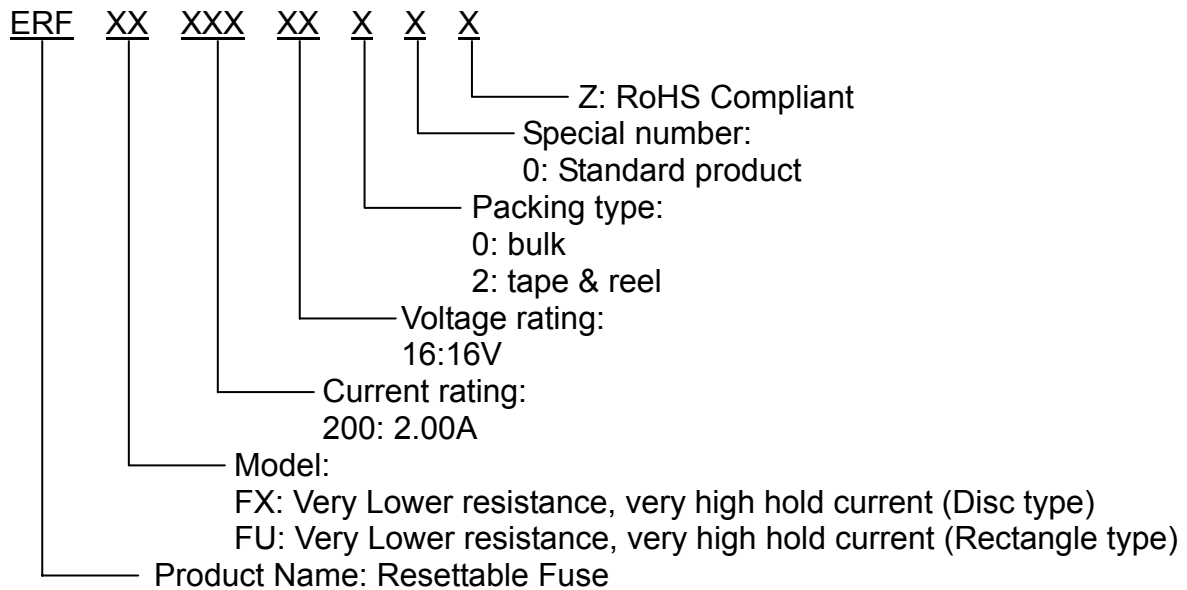 ERF XX XXX XX X X X
Z: RoHS Compliant
Special number:
0: Standard product
Packing type:
0: bulk
2: tape & reel
Voltage rating:
16:16V
Current rating:
200: 2.00A
Model:
FX: Very Lower resistance, very high hold current (Disc type)
FU: Very Lower resistance, very high hold current (Rectangle type)
Product Name: Resettable Fuse